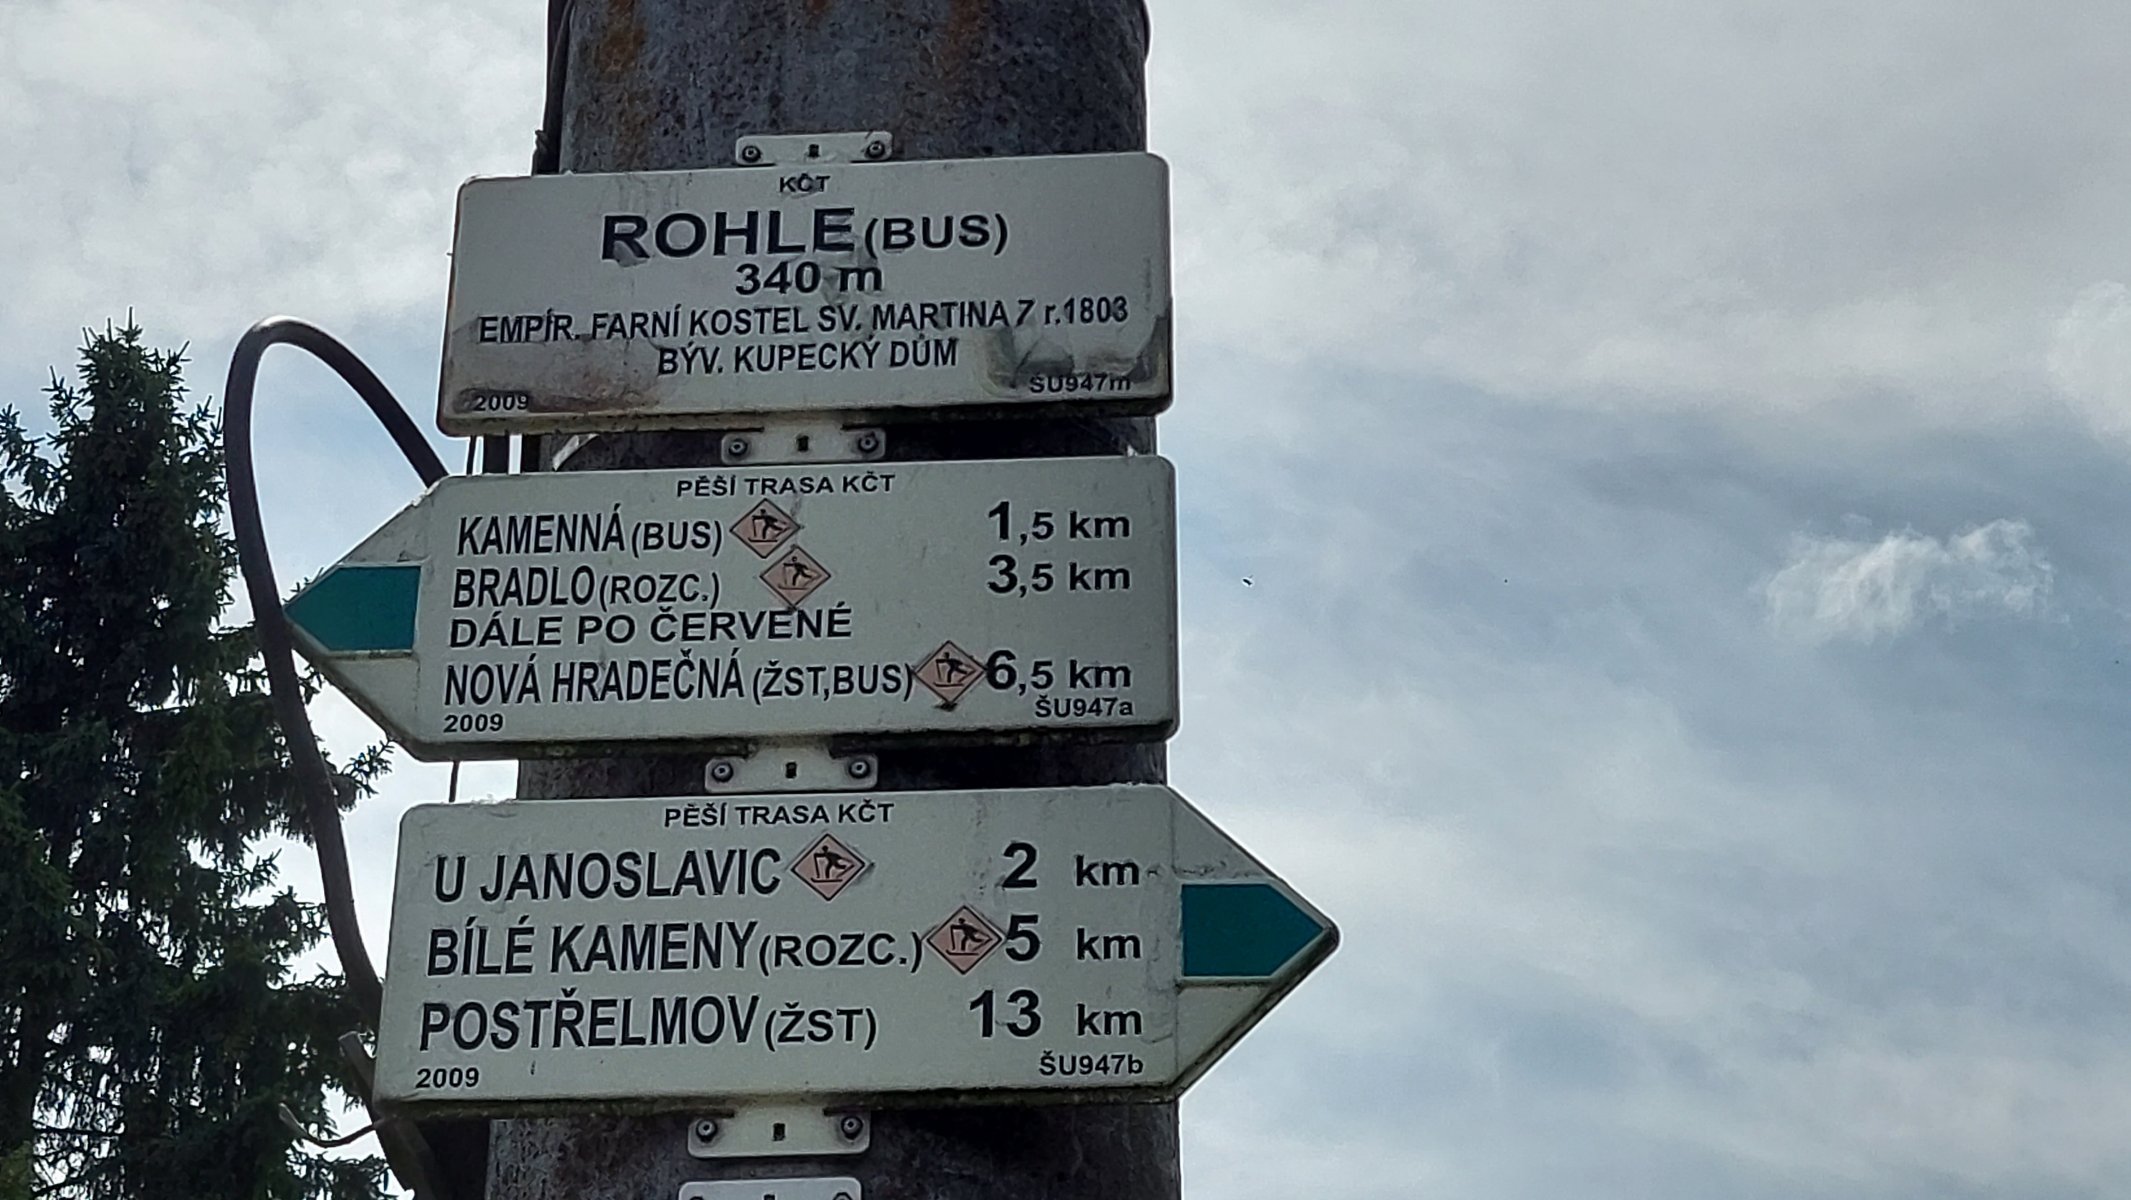 KČT
ROHLE (BUS)
340 m
EMPÍR. FARNÍ KOSTEL SV. MARTINA Z r.1803
BÝV. KUPECKÝ DŮM
2009 ŠU947m
PĚŠÍ TRASA KČT
KAMENNÁ (BUS) 1,5 km
BRADLO (ROZC.) 3,5 km
DÁLE PO ČERVENÉ
NOVÁ HRADEČNÁ (ŽST,BUS) 6,5 km
2009 ŠU947a
PĚŠÍ TRASA KČT
U JANOSLAVIC 2 km
BÍLÉ KAMENY (ROZC.) 5 km
POSTŘELMOV (ŽST) 13 km
2009 ŠU947b